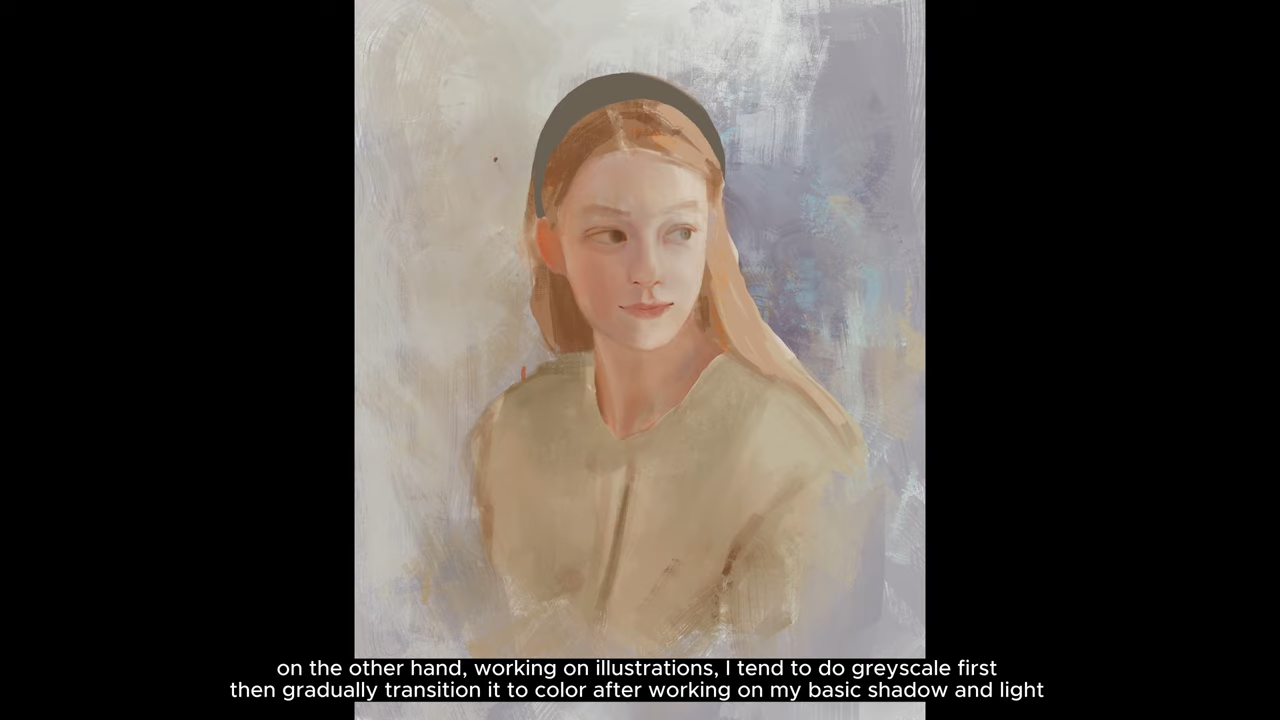 on the other hand, working on illustrations, I tend to do greyscale first
then gradually transition it to color after working on my basic shadow and light